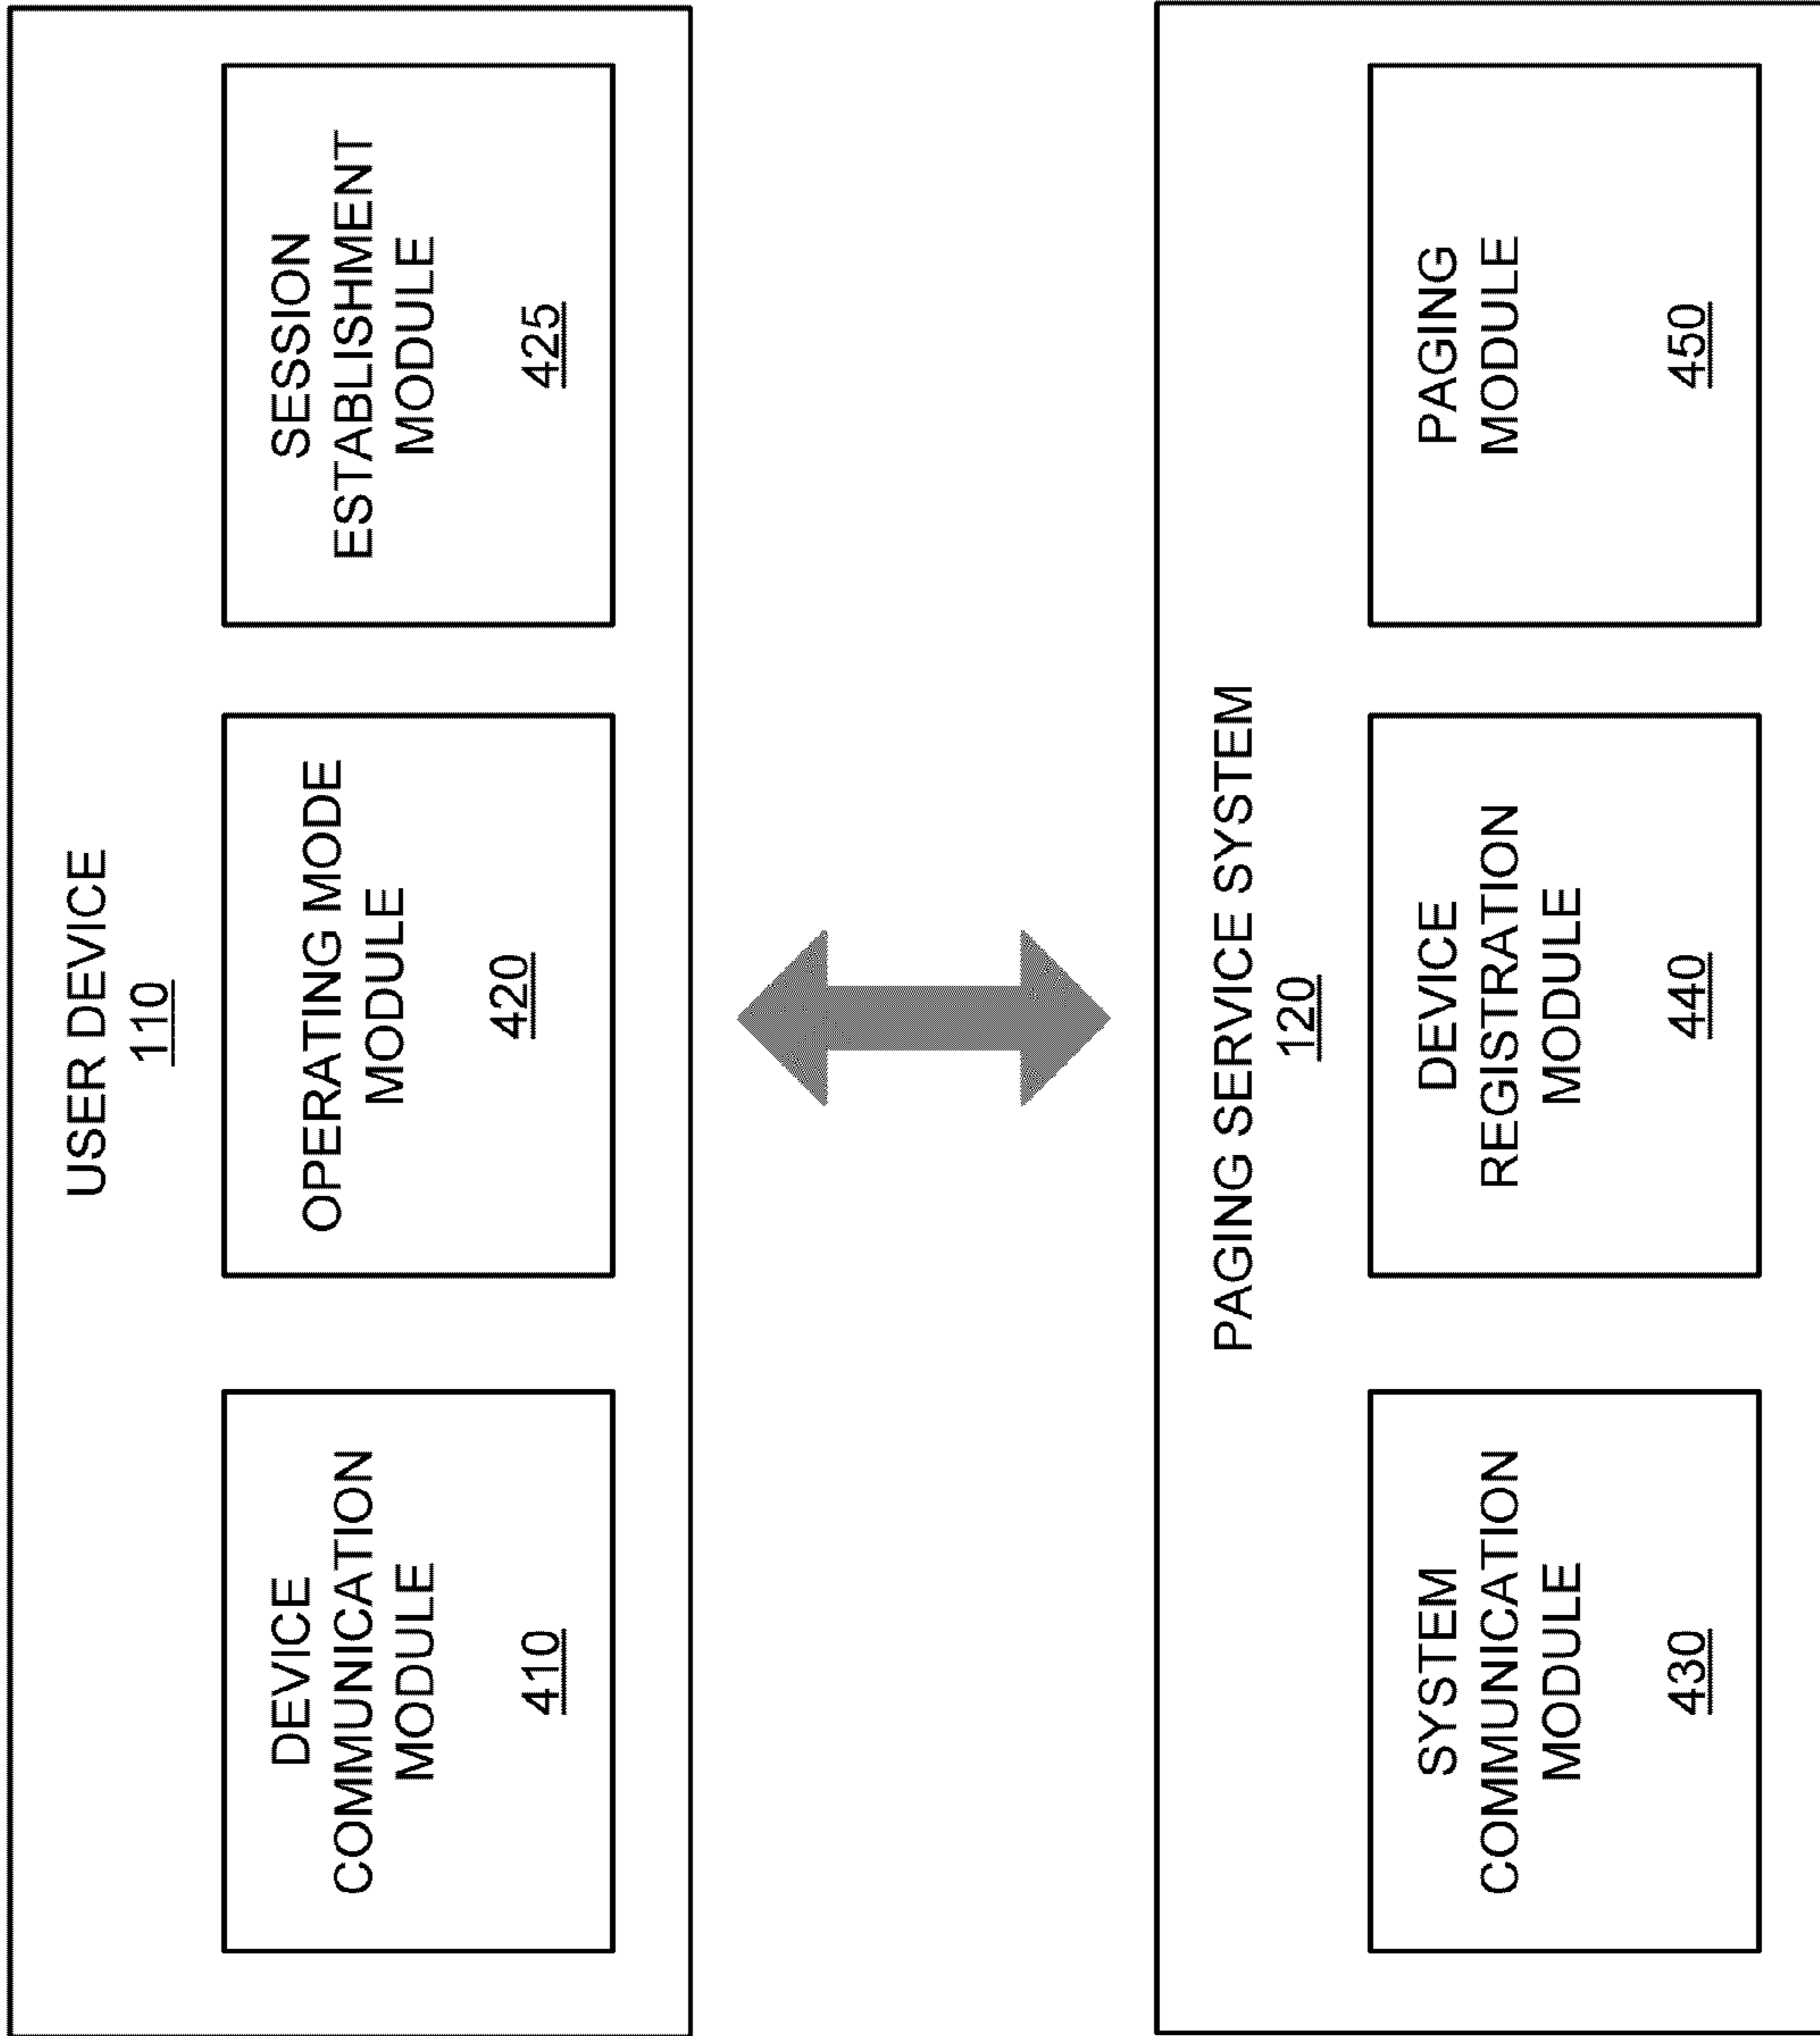 USER DEVICE
110
DEVICE
COMMUNICATION
MODULE
410
OPERATING MODE
MODULE
420
SESSION
ESTABLISHMENT
MODULE
425
PAGING SERVICE SYSTEM
120
SYSTEM
COMMUNICATION
MODULE
430
DEVICE
REGISTRATION
MODULE
440
PAGING
MODULE
450